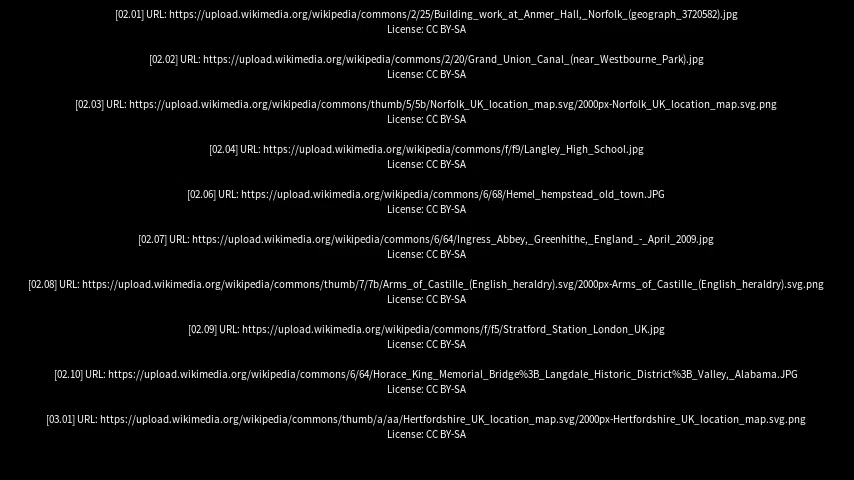 [02.01] URL: https://upload.wikimedia.org/wikipedia/commons/2/25/Building_work_at_Anmer_Hall,_Norfolk_(geograph_3720582).jpg
License: CC BY-SA
[02.02] URL: https://upload.wikimedia.org/wikipedia/commons/2/20/Grand_Union_Canal_(near_Westbourne_Park).jpg
License: CC BY-SA
[02.03] URL: https://upload.wikimedia.org/wikipedia/commons/thumb/5/5b/Norfolk_UK_location_map.svg/2000px-Norfolk_UK_location_map.svg.png
License: CC BY-SA
[02.04] URL: https://upload.wikimedia.org/wikipedia/commons/f/f9/Langley_High_School.jpg
License: CC BY-SA
[02.06] URL: https://upload.wikimedia.org/wikipedia/commons/6/68/Hemel_hempstead_old_town.JPG
License: CC BY-SA
[02.07] URL: https://upload.wikimedia.org/wikipedia/commons/6/64/Ingress_Abbey,_Greenhithe,_England_-_April_2009.jpg
License: CC BY-SA
[02.08] URL: https://upload.wikimedia.org/wikipedia/commons/thumb/7/7b/Arms_of_Castille_(English_heraldry).svg/2000px-Arms_of_Castille_(English_heraldry).svg.png
License: CC BY-SA
[02.09] URL: https://upload.wikimedia.org/wikipedia/commons/f/f5/Stratford_Station_London_UK.jpg
License: CC BY-SA
[02.10] URL: https://upload.wikimedia.org/wikipedia/commons/6/64/Horace_King_Memorial_Bridge%3B_Langdale_Historic_District%3B_Valley,_Alabama.JPG
License: CC BY-SA
[03.01] URL: https://upload.wikimedia.org/wikipedia/commons/thumb/a/aa/Hertfordshire_UK_location_map.svg/2000px-Hertfordshire_UK_location_map.svg.png
License: CC BY-SA